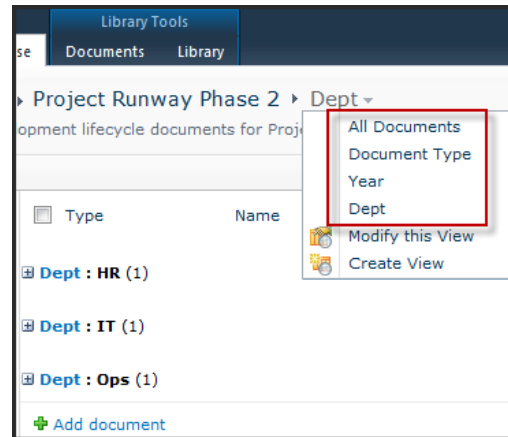 Library Tools
se Documents Library
Project Runway Phase 2 Dept
opment lifecycle documents for Proj
All Documents
Document Type
Year
Dept
Modify this View
Create View
Type Name
Dept : HR (1)
Dept : IT (1)
Dept : Ops (1)
Add document